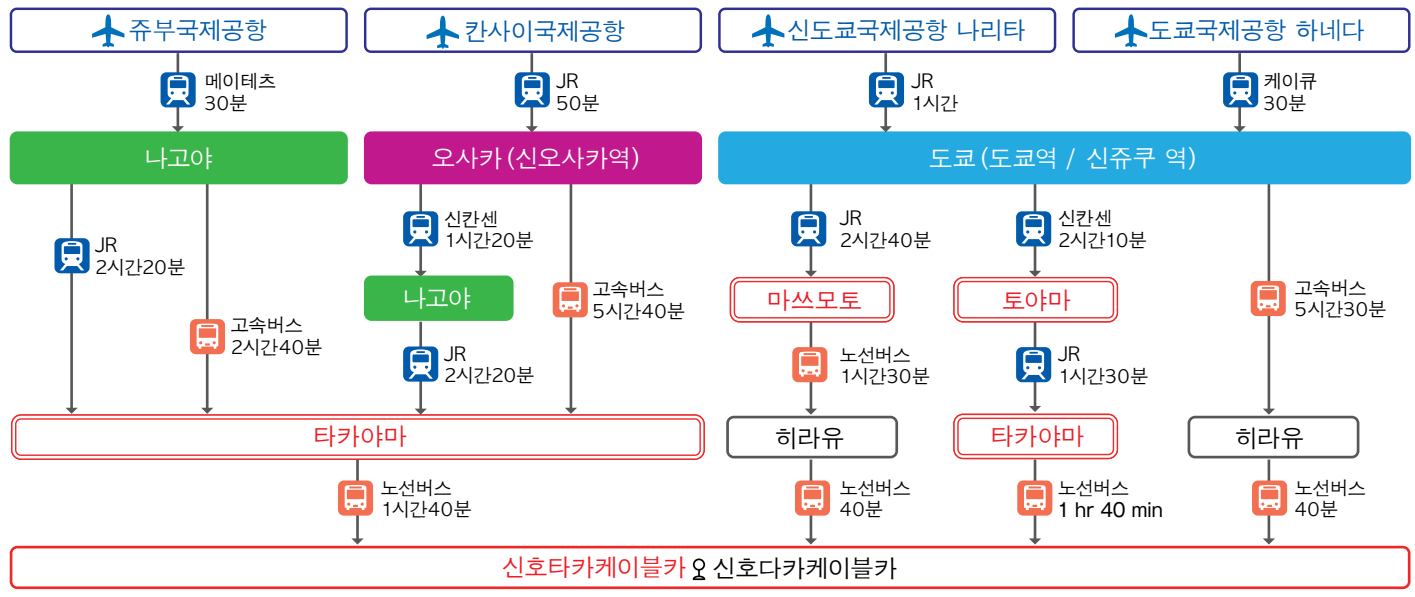 쥬부국제공항
칸사이국제공항
신도쿄국제공항 나리타
도쿄국제공항 하네다
메이테츠
30분
JR
50분
JR
1시간
케이큐
30분
나고야
오사카 (신오사카역)
도쿄 (도쿄역 / 신쥬쿠 역)
JR
2시간20분
고속버스
2시간40분
신칸센
1시간20분
나고야
JR
2시간20분
고속버스
5시간40분
JR
2시간40분
마쓰모토
노선버스
1시간30분
신칸센
2시간10분
토야마
JR
1시간30분
고속버스
5시간30분
타카야마
히라유
타카야마
히라유
노선버스
1시간40분
노선버스
40분
노선버스
1 hr 40 min
노선버스
40분
신호타카케이블카 신호다카케이블카